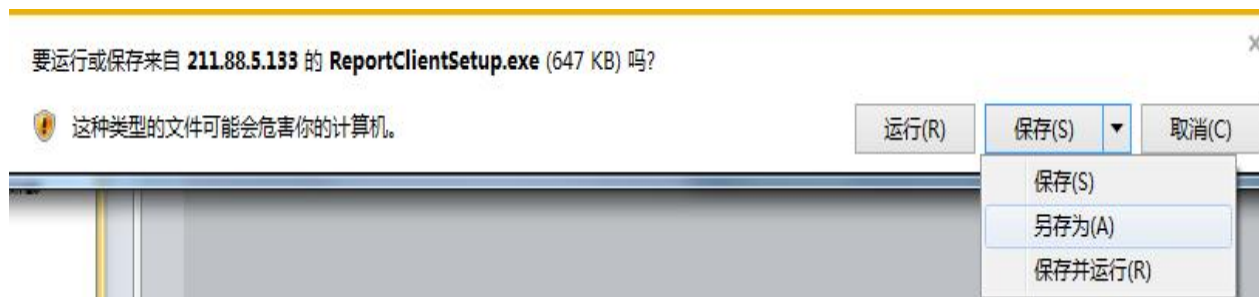 要运行或保存来自 211.88.5.133 的 ReportClientSetup.exe (647 KB) 吗?
这种类型的文件可能会危害你的计算机。
运行(R) 保存(S) 取消(C)
保存(S)
另存为(A)
保存并运行(R)